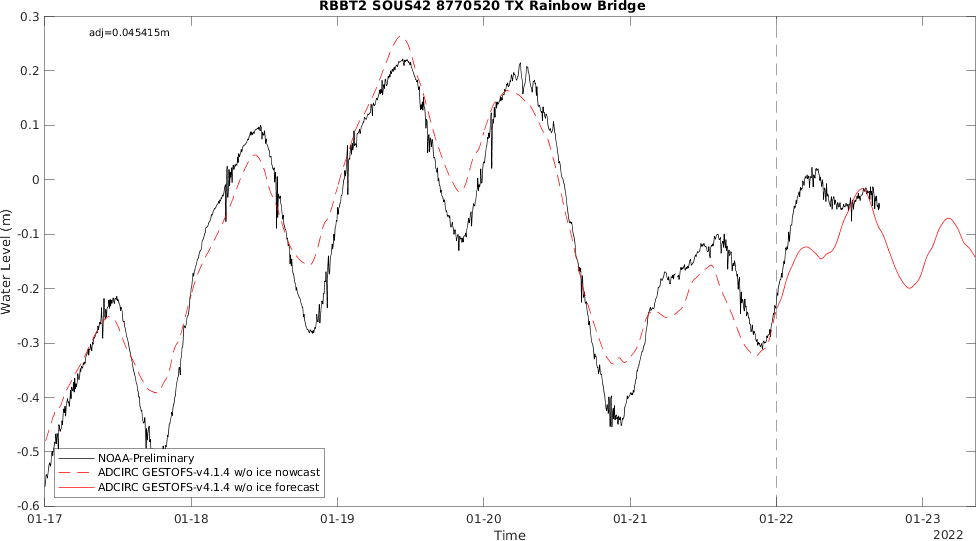 RBBT2 SOUS42 8770520 TX Rainbow Bridge
adj=0.045415m
0.3
0.2
0.1
0
-0.1
-0.2
-0.3
-0.4
-0.5
-0.6
Water Level (m)
NOAA-Preliminary
ADCIRC GESTOFS-v4.1.4 w/o ice nowcast
ADCIRC GESTOFS-v4.1.4 w/o ice forecast
01-17 01-18 01-19 01-20 01-21 01-22 01-23
Time
2022